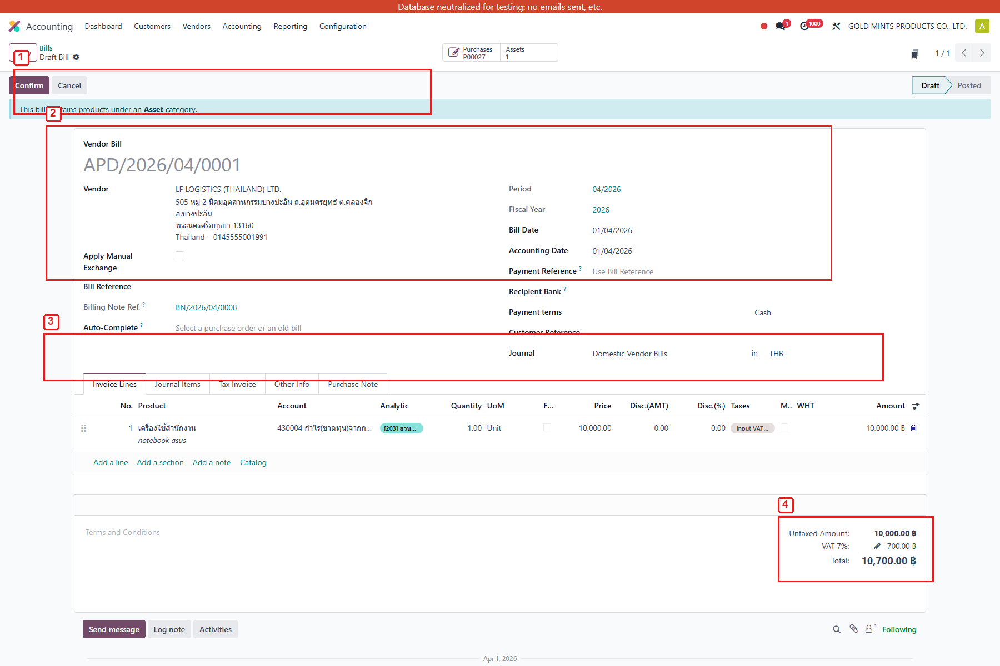 Database neutralized for testing: no emails sent, etc.
Accounting Dashboard Customers Vendors Accounting Reporting Configuration
1 1000 GOLD MINTS PRODUCTS CO., LTD. A
Bills
Draft Bill
Purchases
P00027
Assets
1
1 / 1
1
Confirm Cancel
Draft Posted
This bill tains products under an Asset category.
2
Vendor Bill
APD/2026/04/0001
Vendor LF LOGISTICS (THAILAND) LTD.
505 หมู่ 2 นิคมอุตสาหกรรมบางปะอิน ถ.อุดมศรยุทธ์ ต.คลองจิก
อ.บางปะอิน
พระนครศรีอยุธยา 13160
Thailand – 0145555001991
Apply Manual
Exchange
Bill Reference
Billing Note Ref. ? BN/2026/04/0008
Auto-Complete ? Select a purchase order or an old bill
Period 04/2026
Fiscal Year 2026
Bill Date 01/04/2026
Accounting Date 01/04/2026
Payment Reference ? Use Bill Reference
Recipient Bank ?
Payment terms Cash
Customer Reference
Journal Domestic Vendor Bills in THB
3
Invoice Lines Journal Items Tax Invoice Other Info Purchase Note
No. Product Account Analytic Quantity UoM F... Price Disc.(AMT) Disc.(%) Taxes M.. WHT Amount
1 เครื่องใช้สำนักงาน 430004 กำไร(ขาดทุน)จากก... [203] ส่วน... 1.00 Unit 10,000.00 0.00 0.00 Input VAT... 10,000.00 ฿
notebook asus
Add a line Add a section Add a note Catalog
4
Terms and Conditions
Untaxed Amount: 10,000.00 ฿
VAT 7%: 700.00 ฿
Total: 10,700.00 ฿
Send message Log note Activities
1 Following
Apr 1, 2026